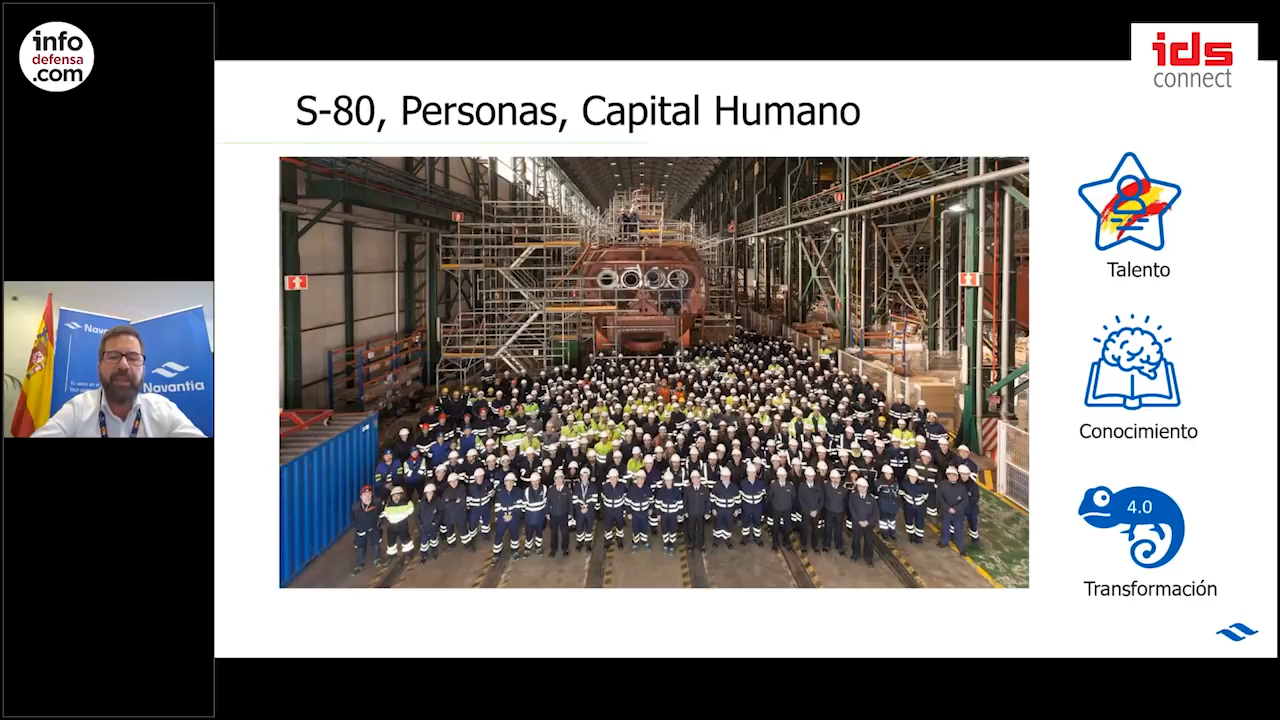 info
defensa
.com
ids
connect
S-80, Personas, Capital Humano
Talento
Conocimiento
4.0
Transformación
Navantia